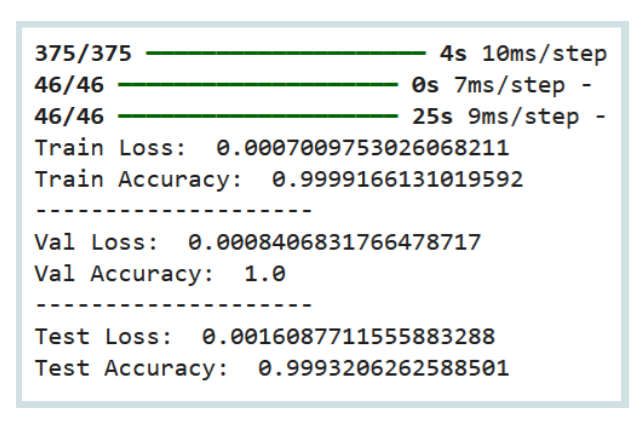 375/375 ━━━━━━━━━━━━━━━━━━━━ 4s 10ms/step
46/46 ━━━━━━━━━━━━━━━━━━━━ 0s 7ms/step -
46/46 ━━━━━━━━━━━━━━━━━━━━ 25s 9ms/step -
Train Loss:  0.0007009753026068211
Train Accuracy:  0.9999166131019592
--------------------
Val Loss:  0.0008406831766478717
Val Accuracy:  1.0
--------------------
Test Loss:  0.0016087711555883288
Test Accuracy:  0.9993206262588501